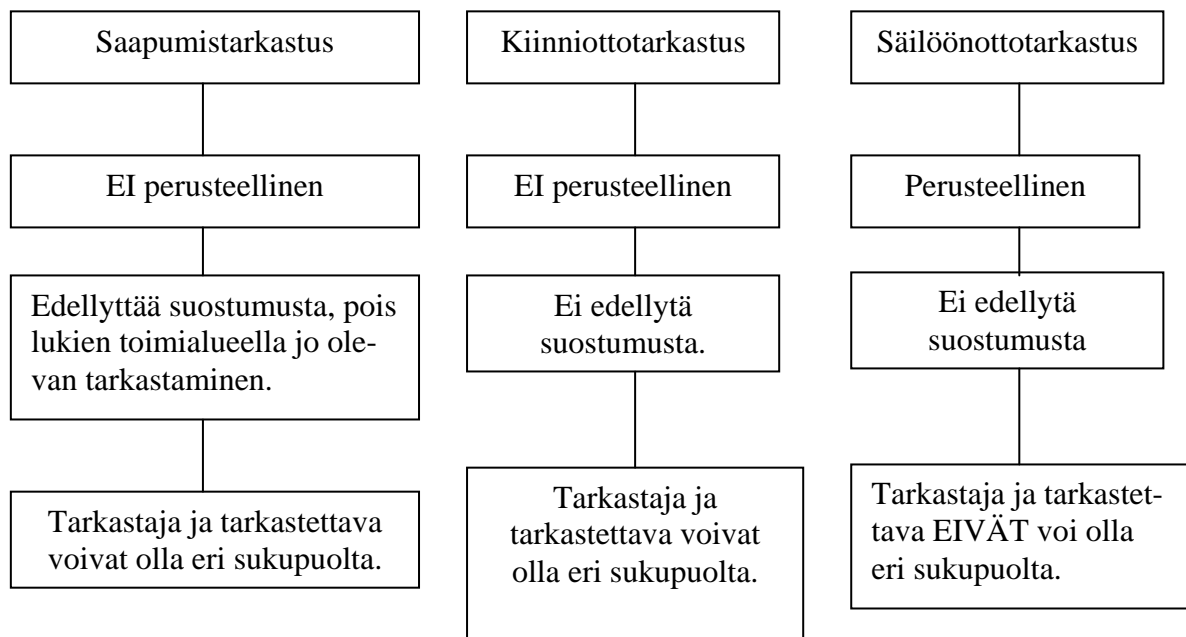 Saapumistarkastus
EI perusteellinen
Edellyttää suostumusta, pois
lukien toimialueella jo ole-
van tarkastaminen.
Tarkastaja ja tarkastettava
voivat olla eri sukupuolta.
Kiinniottotarkastus
EI perusteellinen
Ei edellytä
suostumusta.
Tarkastaja ja
tarkastettava voivat
olla eri sukupuolta.
Säilöönottotarkastus
Perusteellinen
Ei edellytä
suostumusta
Tarkastaja ja tarkastet-
tava EIVÄT voi olla
eri sukupuolta.